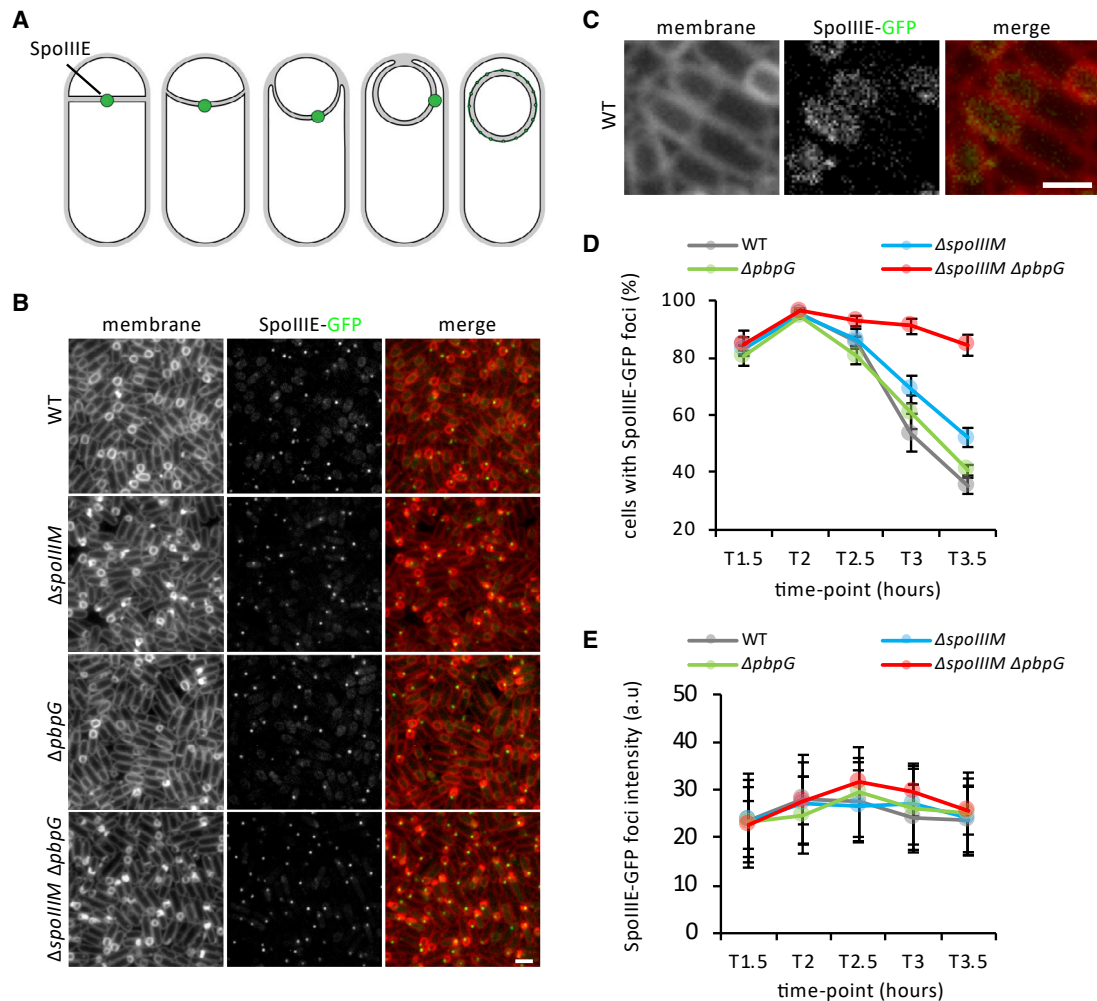 A
SpoIIIE
B
membrane SpoIIIE-GFP merge
WT
ΔspoIIIM
ΔpbpG
ΔspoIIIM ΔpbpG
C
membrane SpoIIIE-GFP merge
WT
D
WT ΔspoIIIM
ΔpbpG ΔspoIIIM ΔpbpG
cells with SpoIIIE-GFP foci (%)
100
80
60
40
20
T1.5 T2 T2.5 T3 T3.5
time-point (hours)
E
WT ΔspoIIIM
ΔpbpG ΔspoIIIM ΔpbpG
SpoIIIE-GFP foci intensity (a.u)
50
40
30
20
10
0
T1.5 T2 T2.5 T3 T3.5
time-point (hours)